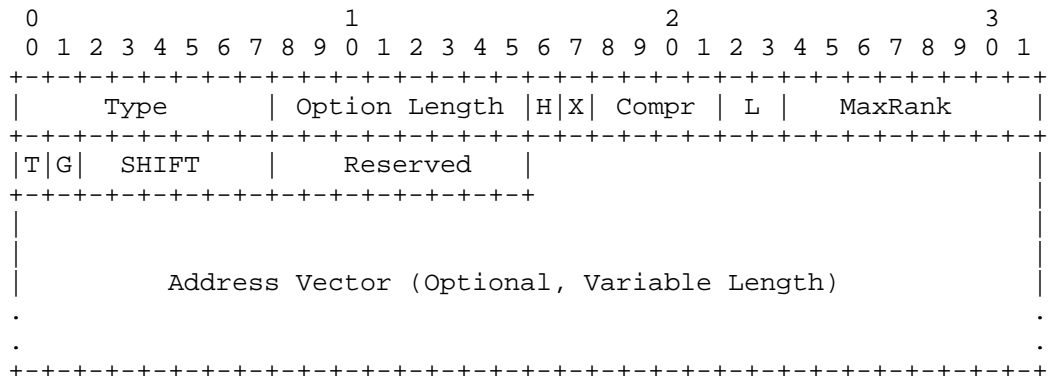 0                   1                   2                   3
 0 1 2 3 4 5 6 7 8 9 0 1 2 3 4 5 6 7 8 9 0 1 2 3 4 5 6 7 8 9 0 1
+-+-+-+-+-+-+-+-+-+-+-+-+-+-+-+-+-+-+-+-+-+-+-+-+-+-+-+-+-+-+-+-+
|     Type      | Option Length |H|X| Compr | L |    MaxRank    |
+-+-+-+-+-+-+-+-+-+-+-+-+-+-+-+-+-+-+-+-+-+-+-+-+-+-+-+-+-+-+-+-+
|T|G|  SHIFT    |    Reserved   |                               |
+-+-+-+-+-+-+-+-+-+-+-+-+-+-+-+-+                               |
|                                                               |
|                                                               |
|         Address Vector (Optional, Variable Length)            |
.                                                               .
.                                                               .
+-+-+-+-+-+-+-+-+-+-+-+-+-+-+-+-+-+-+-+-+-+-+-+-+-+-+-+-+-+-+-+-+